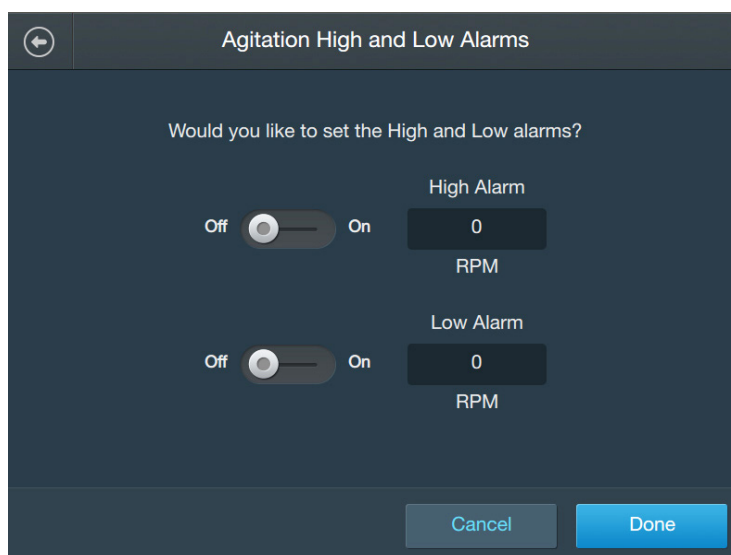 Agitation High and Low Alarms
Would you like to set the High and Low alarms?
High Alarm
Off On 0
RPM
Low Alarm
Off On 0
RPM
Cancel Done